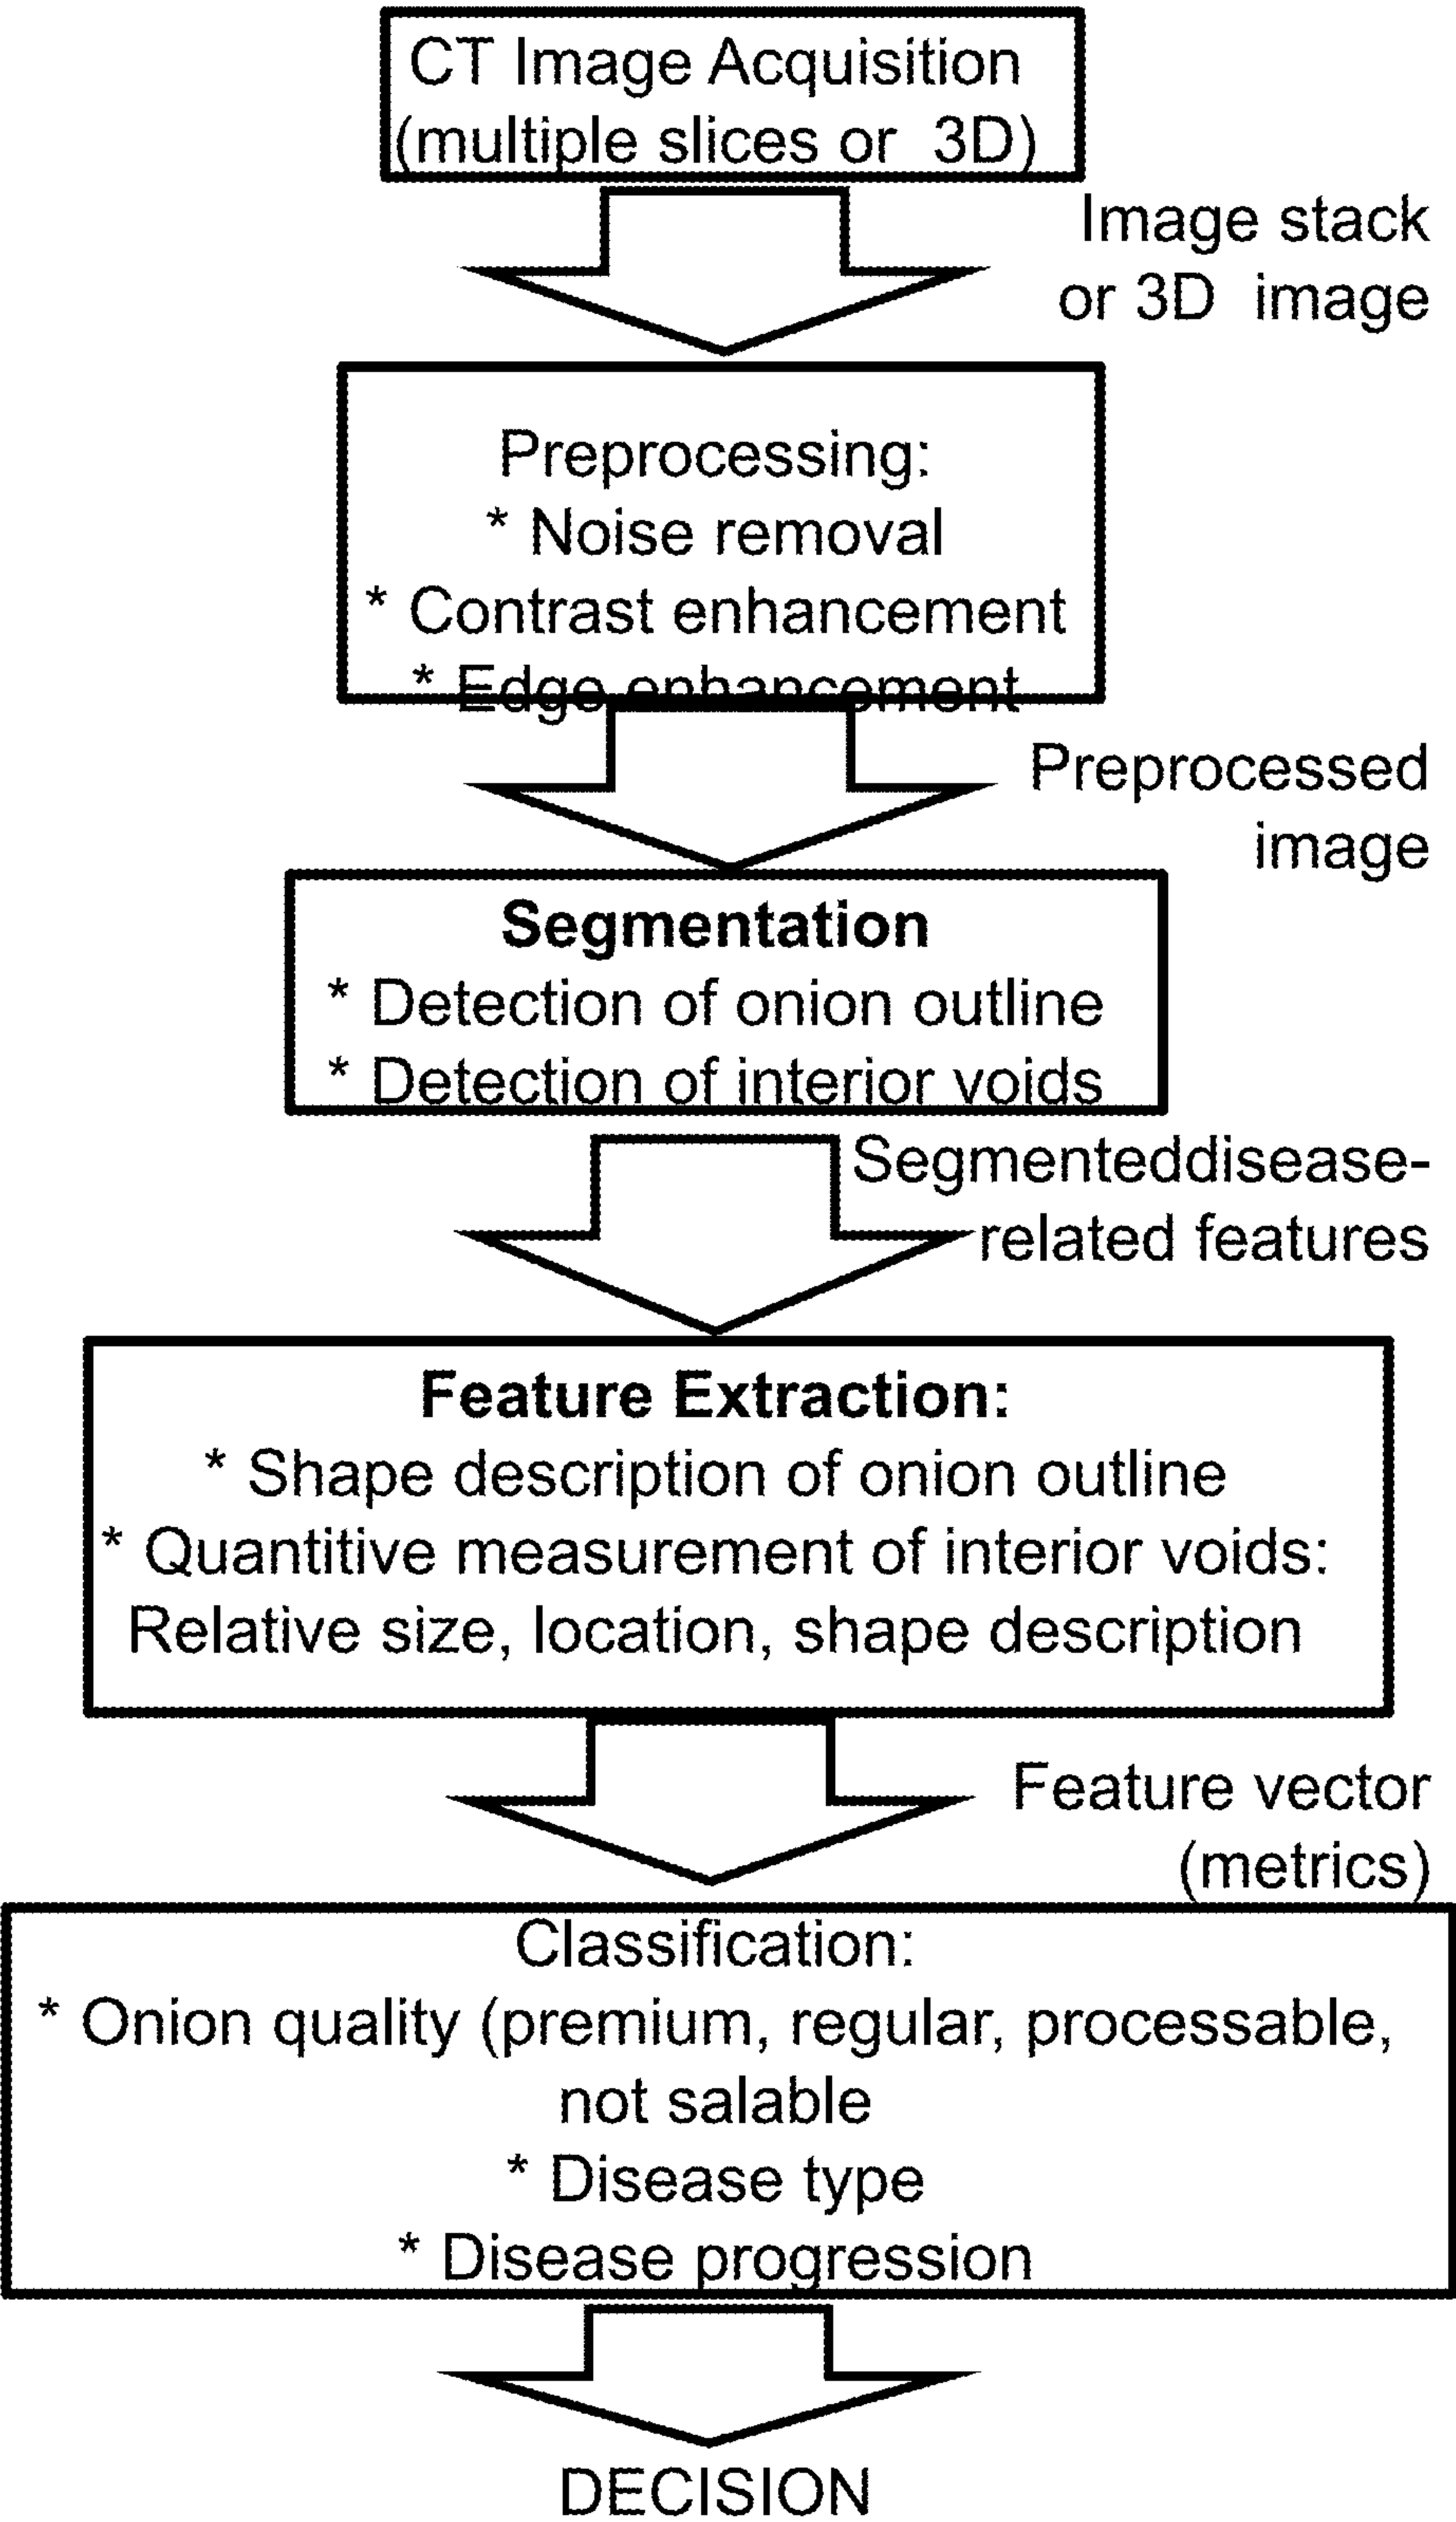 CT Image Acquisition
(multiple slices or 3D)
Image stack
or 3D image
Preprocessing:
* Noise removal
* Contrast enhancement
* Edge enhancement
Preprocessed
image
Segmentation
* Detection of onion outline
* Detection of interior voids
Segmenteddisease-
related features
Feature Extraction:
* Shape description of onion outline
* Quantitive measurement of interior voids:
Relative size, location, shape description
Feature vector
(metrics)
Classification:
* Onion quality (premium, regular, processable,
not salable
* Disease type
* Disease progression
DECISION